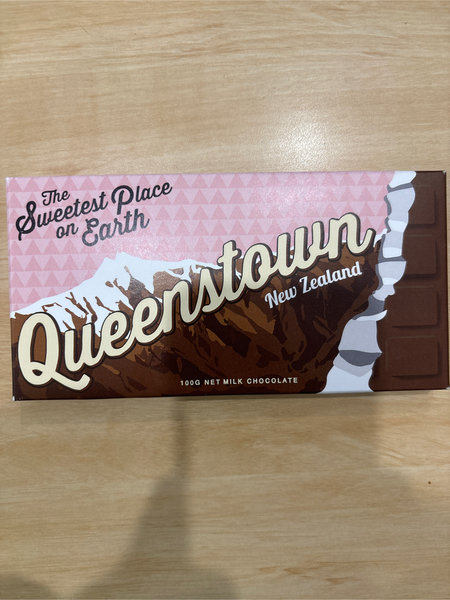 The
Sweetest Place
on Earth
Queenstown
New Zealand
100G NET MILK CHOCOLATE